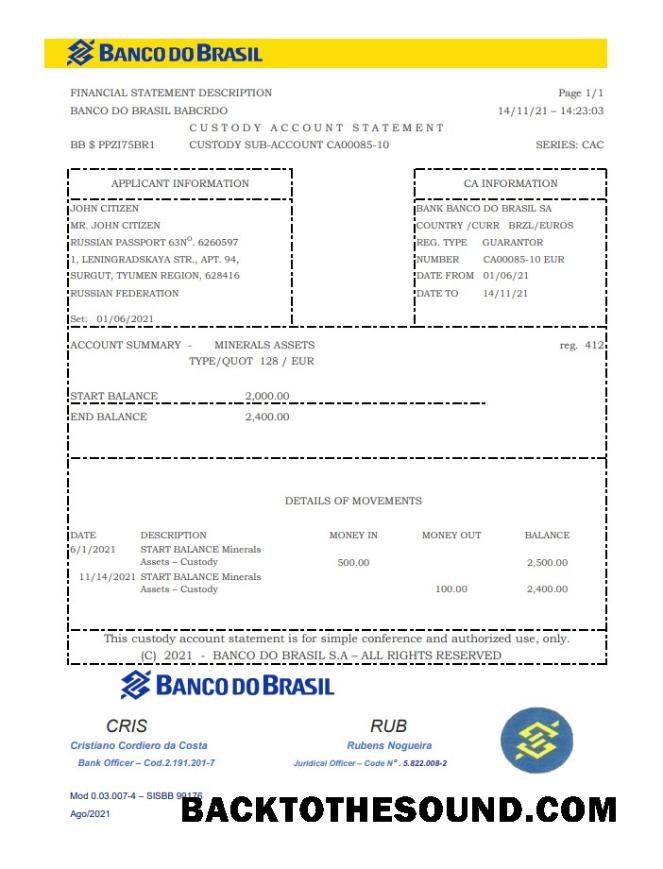 BANCO DO BRASIL
FINANCIAL STATEMENT DESCRIPTION Page 1/1
BANCO DO BRASIL BABCRDO 14/11/21 – 14:23:03
CUSTODY ACCOUNT STATEMENT
BB $ PPZI75BR1 CUSTODY SUB-ACCOUNT CA00085-10 SERIES: CAC
APPLICANT INFORMATION
JOHN CITIZEN
MR. JOHN CITIZEN
RUSSIAN PASSPORT 63Nº. 6260597
1, LENINGRADSKAYA STR., APT. 94,
SURGUT, TYUMEN REGION, 628416
RUSSIAN FEDERATION
Set: 01/06/2021
CA INFORMATION
BANK BANCO DO BRASIL SA
COUNTRY /CURR BRZL/EUROS
REG. TYPE GUARANTOR
NUMBER CA00085-10 EUR
DATE FROM 01/06/21
DATE TO 14/11/21
ACCOUNT SUMMARY - MINERALS ASSETS reg. 412
TYPE/QUOT 128 / EUR
START BALANCE 2,000.00
END BALANCE 2,400.00
DETAILS OF MOVEMENTS
DATE DESCRIPTION MONEY IN MONEY OUT BALANCE
6/1/2021 START BALANCE Minerals
Assets – Custody 500.00 2,500.00
11/14/2021 START BALANCE Minerals
Assets – Custody 100.00 2,400.00
This custody account statement is for simple conference and authorized use, only.
(C) 2021 - BANCO DO BRASIL S.A – ALL RIGHTS RESERVED
BANCO DO BRASIL
CRIS RUB
Cristiano Cordiero da Costa Rubens Nogueira
Bank Officer – Cod.2.191.201-7 Juridical Officer – Code Nº. 5.822.008-2
Mod 0.03.007-4 – SISBB 99176
Ago/2021
BACKTOTHESOUND.COM